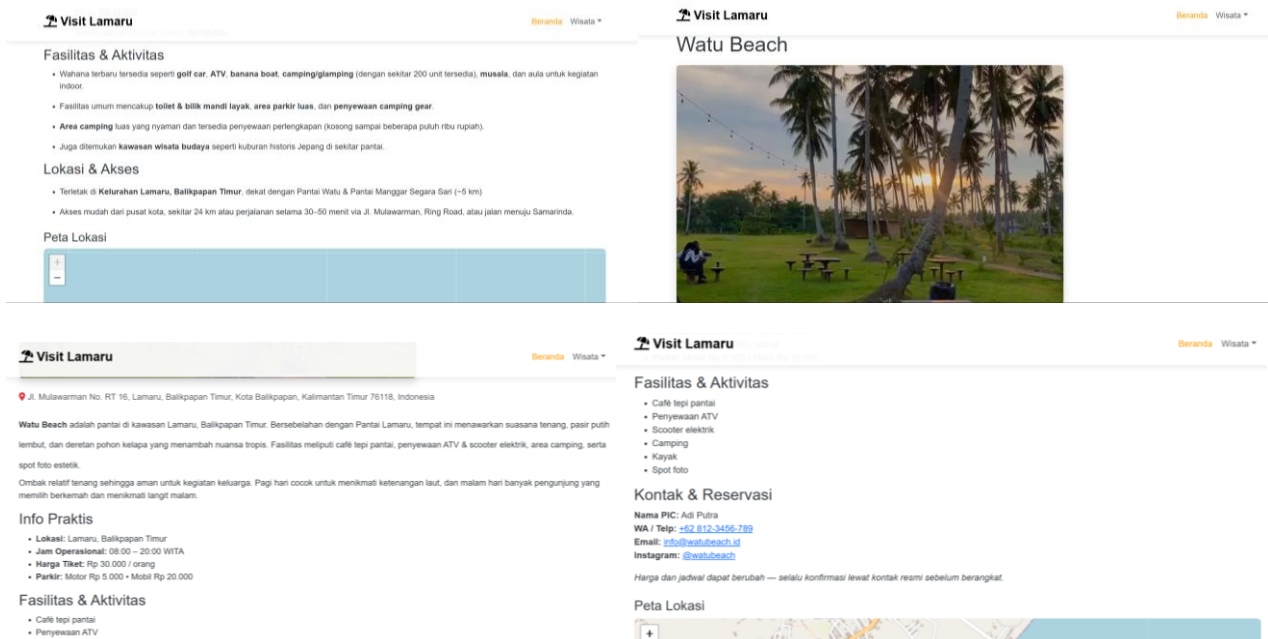 Visit Lamaru
Beranda Wisata
Fasilitas & Aktivitas
Wahana terbaru tersedia seperti golf car, ATV, banana boat, camping/glamping (dengan sekitar 200 unit tersedia), musala, dan aula untuk kegiatan
indoor.
Fasilitas umum mencakup toilet & bilik mandi layak, area parkir luas, dan penyewaan camping gear.
Area camping luas yang nyaman dan tersedia penyewaan perlengkapan (kosong sampai beberapa puluh ribu rupiah).
Juga ditemukan kawasan wisata budaya seperti kuburan historis Jepang di sekitar pantai.
Lokasi & Akses
Terletak di Kelurahan Lamaru, Balikpapan Timur, dekat dengan Pantai Watu & Pantai Manggar Segara Sari (~5 km)
Akses mudah dari pusat kota, sekitar 24 km atau perjalanan selama 30–50 menit via Jl. Mulawarman, Ring Road, atau jalan menuju Samarinda.
Peta Lokasi
+
−
Visit Lamaru
Beranda Wisata
Watu Beach
Visit Lamaru
Beranda Wisata
Jl. Mulawarman No. RT 16, Lamaru, Balikpapan Timur, Kota Balikpapan, Kalimantan Timur 76118, Indonesia
Watu Beach adalah pantai di kawasan Lamaru, Balikpapan Timur. Bersebelahan dengan Pantai Lamaru, tempat ini menawarkan suasana tenang, pasir putih
lembut, dan deretan pohon kelapa yang menambah nuansa tropis. Fasilitas meliputi café tepi pantai, penyewaan ATV & scooter elektrik, area camping, serta
spot foto estetik.
Ombak relatif tenang sehingga aman untuk kegiatan keluarga. Pagi hari cocok untuk menikmati ketenangan laut, dan malam hari banyak pengunjung yang
memilih berkemah dan menikmati langit malam.
Info Praktis
Lokasi: Lamaru, Balikpapan Timur
Jam Operasional: 08:00 – 20:00 WITA
Harga Tiket: Rp 30.000 / orang
Parkir: Motor Rp 5.000 • Mobil Rp 20.000
Fasilitas & Aktivitas
Café tepi pantai
Penyewaan ATV
Visit Lamaru
Beranda Wisata
Fasilitas & Aktivitas
Café tepi pantai
Penyewaan ATV
Scooter elektrik
Camping
Kayak
Spot foto
Kontak & Reservasi
Nama PIC: Adi Putra
WA / Telp: +62 812-3456-789
Email: info@watubeach.id
Instagram: @watubeach
Harga dan jadwal dapat berubah — selalu konfirmasi lewat kontak resmi sebelum berangkat.
Peta Lokasi
+